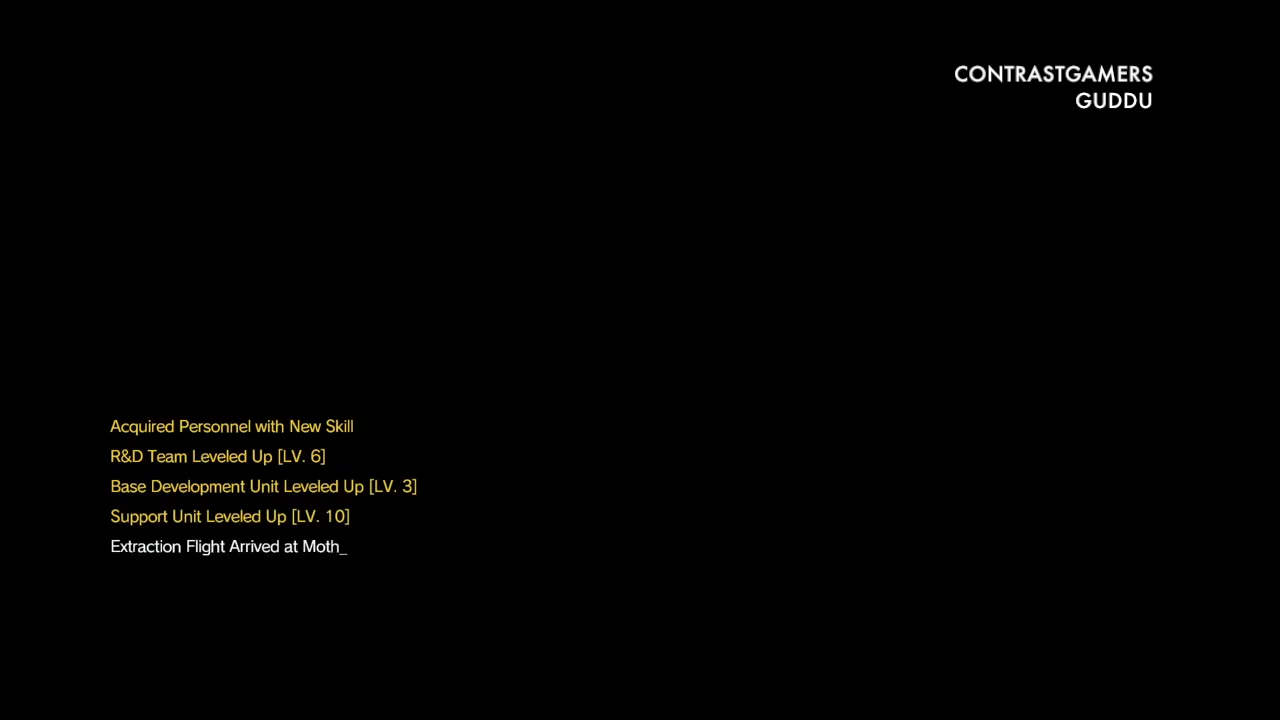 CONTRASTGAMERS
GUDDU
Acquired Personnel with New Skill
R&D Team Leveled Up [LV. 6]
Base Development Unit Leveled Up [LV. 3]
Support Unit Leveled Up [LV. 10]
Extraction Flight Arrived at Moth_